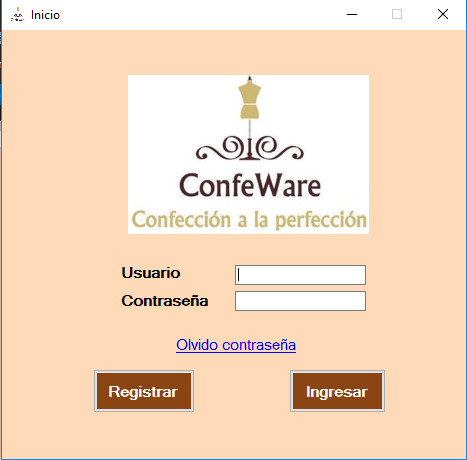 Inicio
ConfeWare
Confección a la perfección
Usuario
Contraseña
Olvido contraseña
Registrar
Ingresar